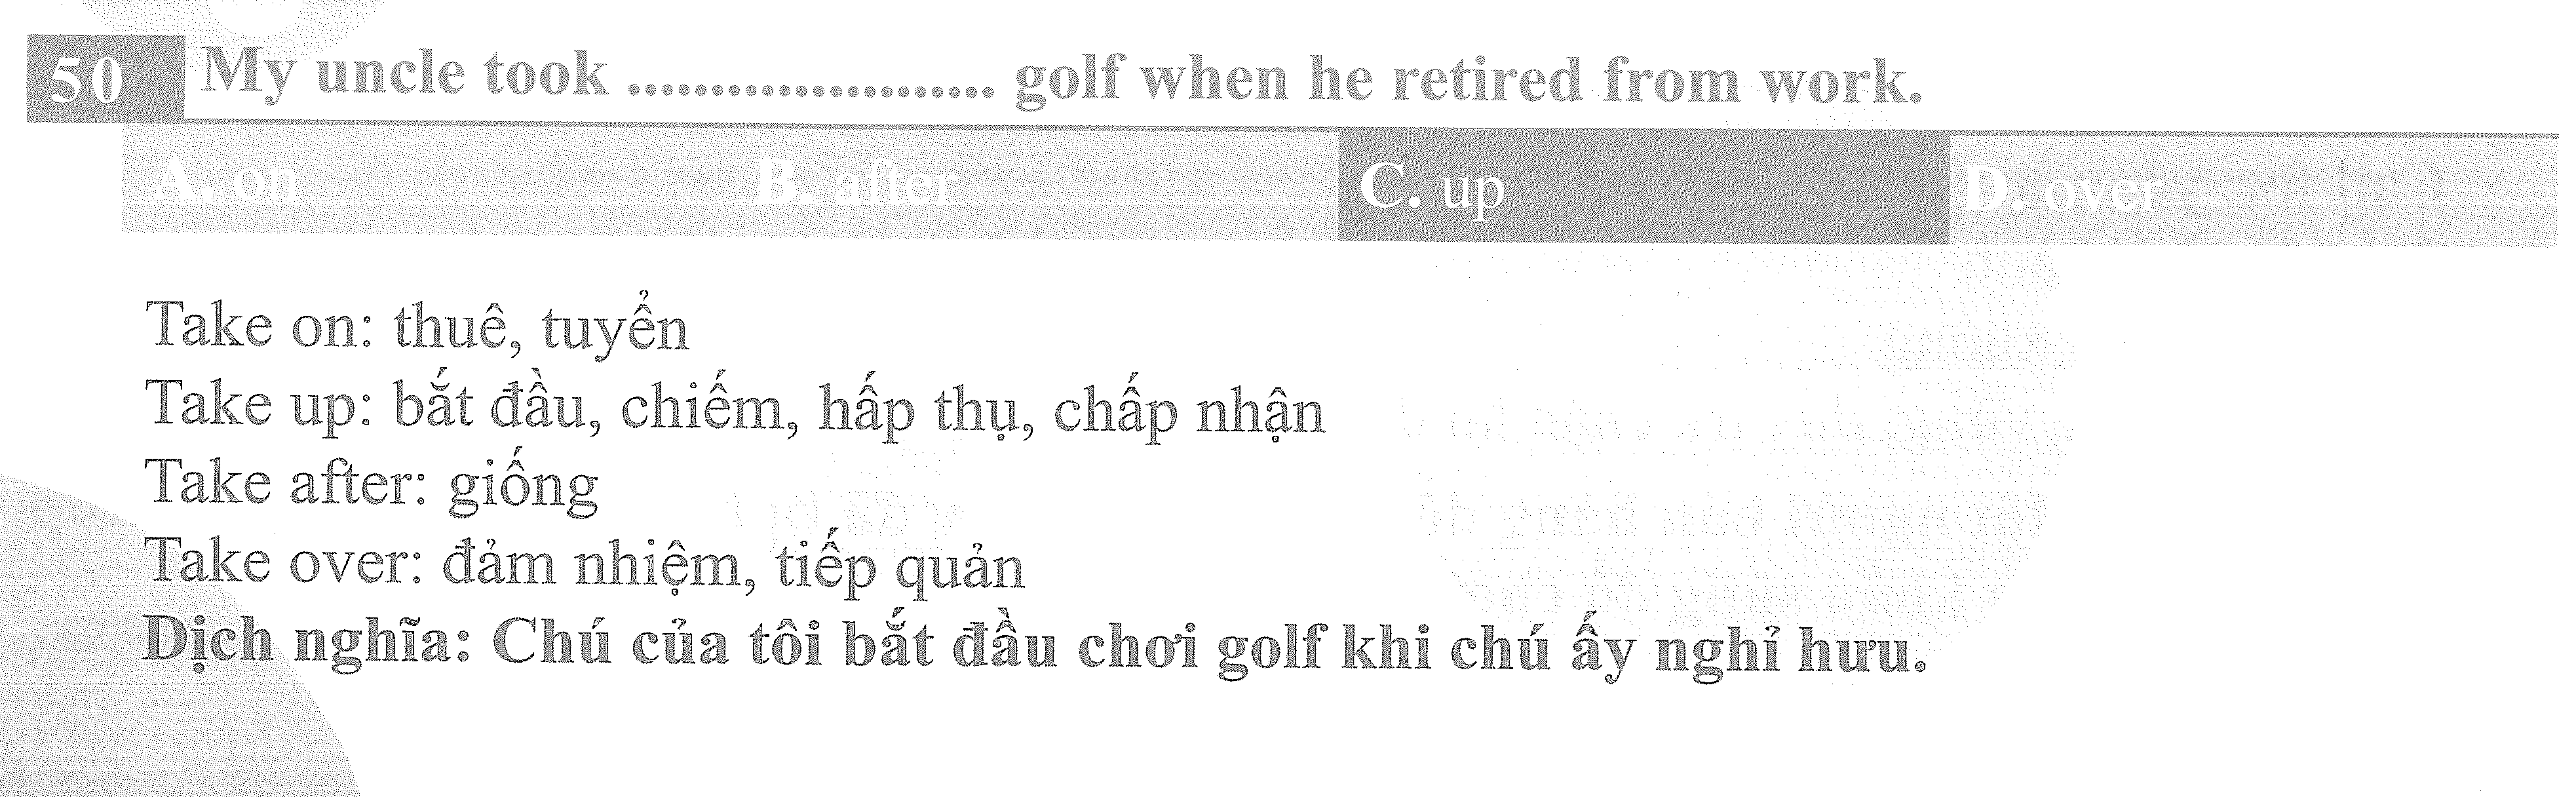 50 My uncle took ...................... golf when he retired from work.
A. on B. after C. up D. over
Take on: thuê, tuyển
Take up: bắt đầu, chiếm, hấp thụ, chấp nhận
Take after: giống
Take over: đảm nhiệm, tiếp quản
Dịch nghĩa: Chú của tôi bắt đầu chơi golf khi chú ấy nghỉ hưu.